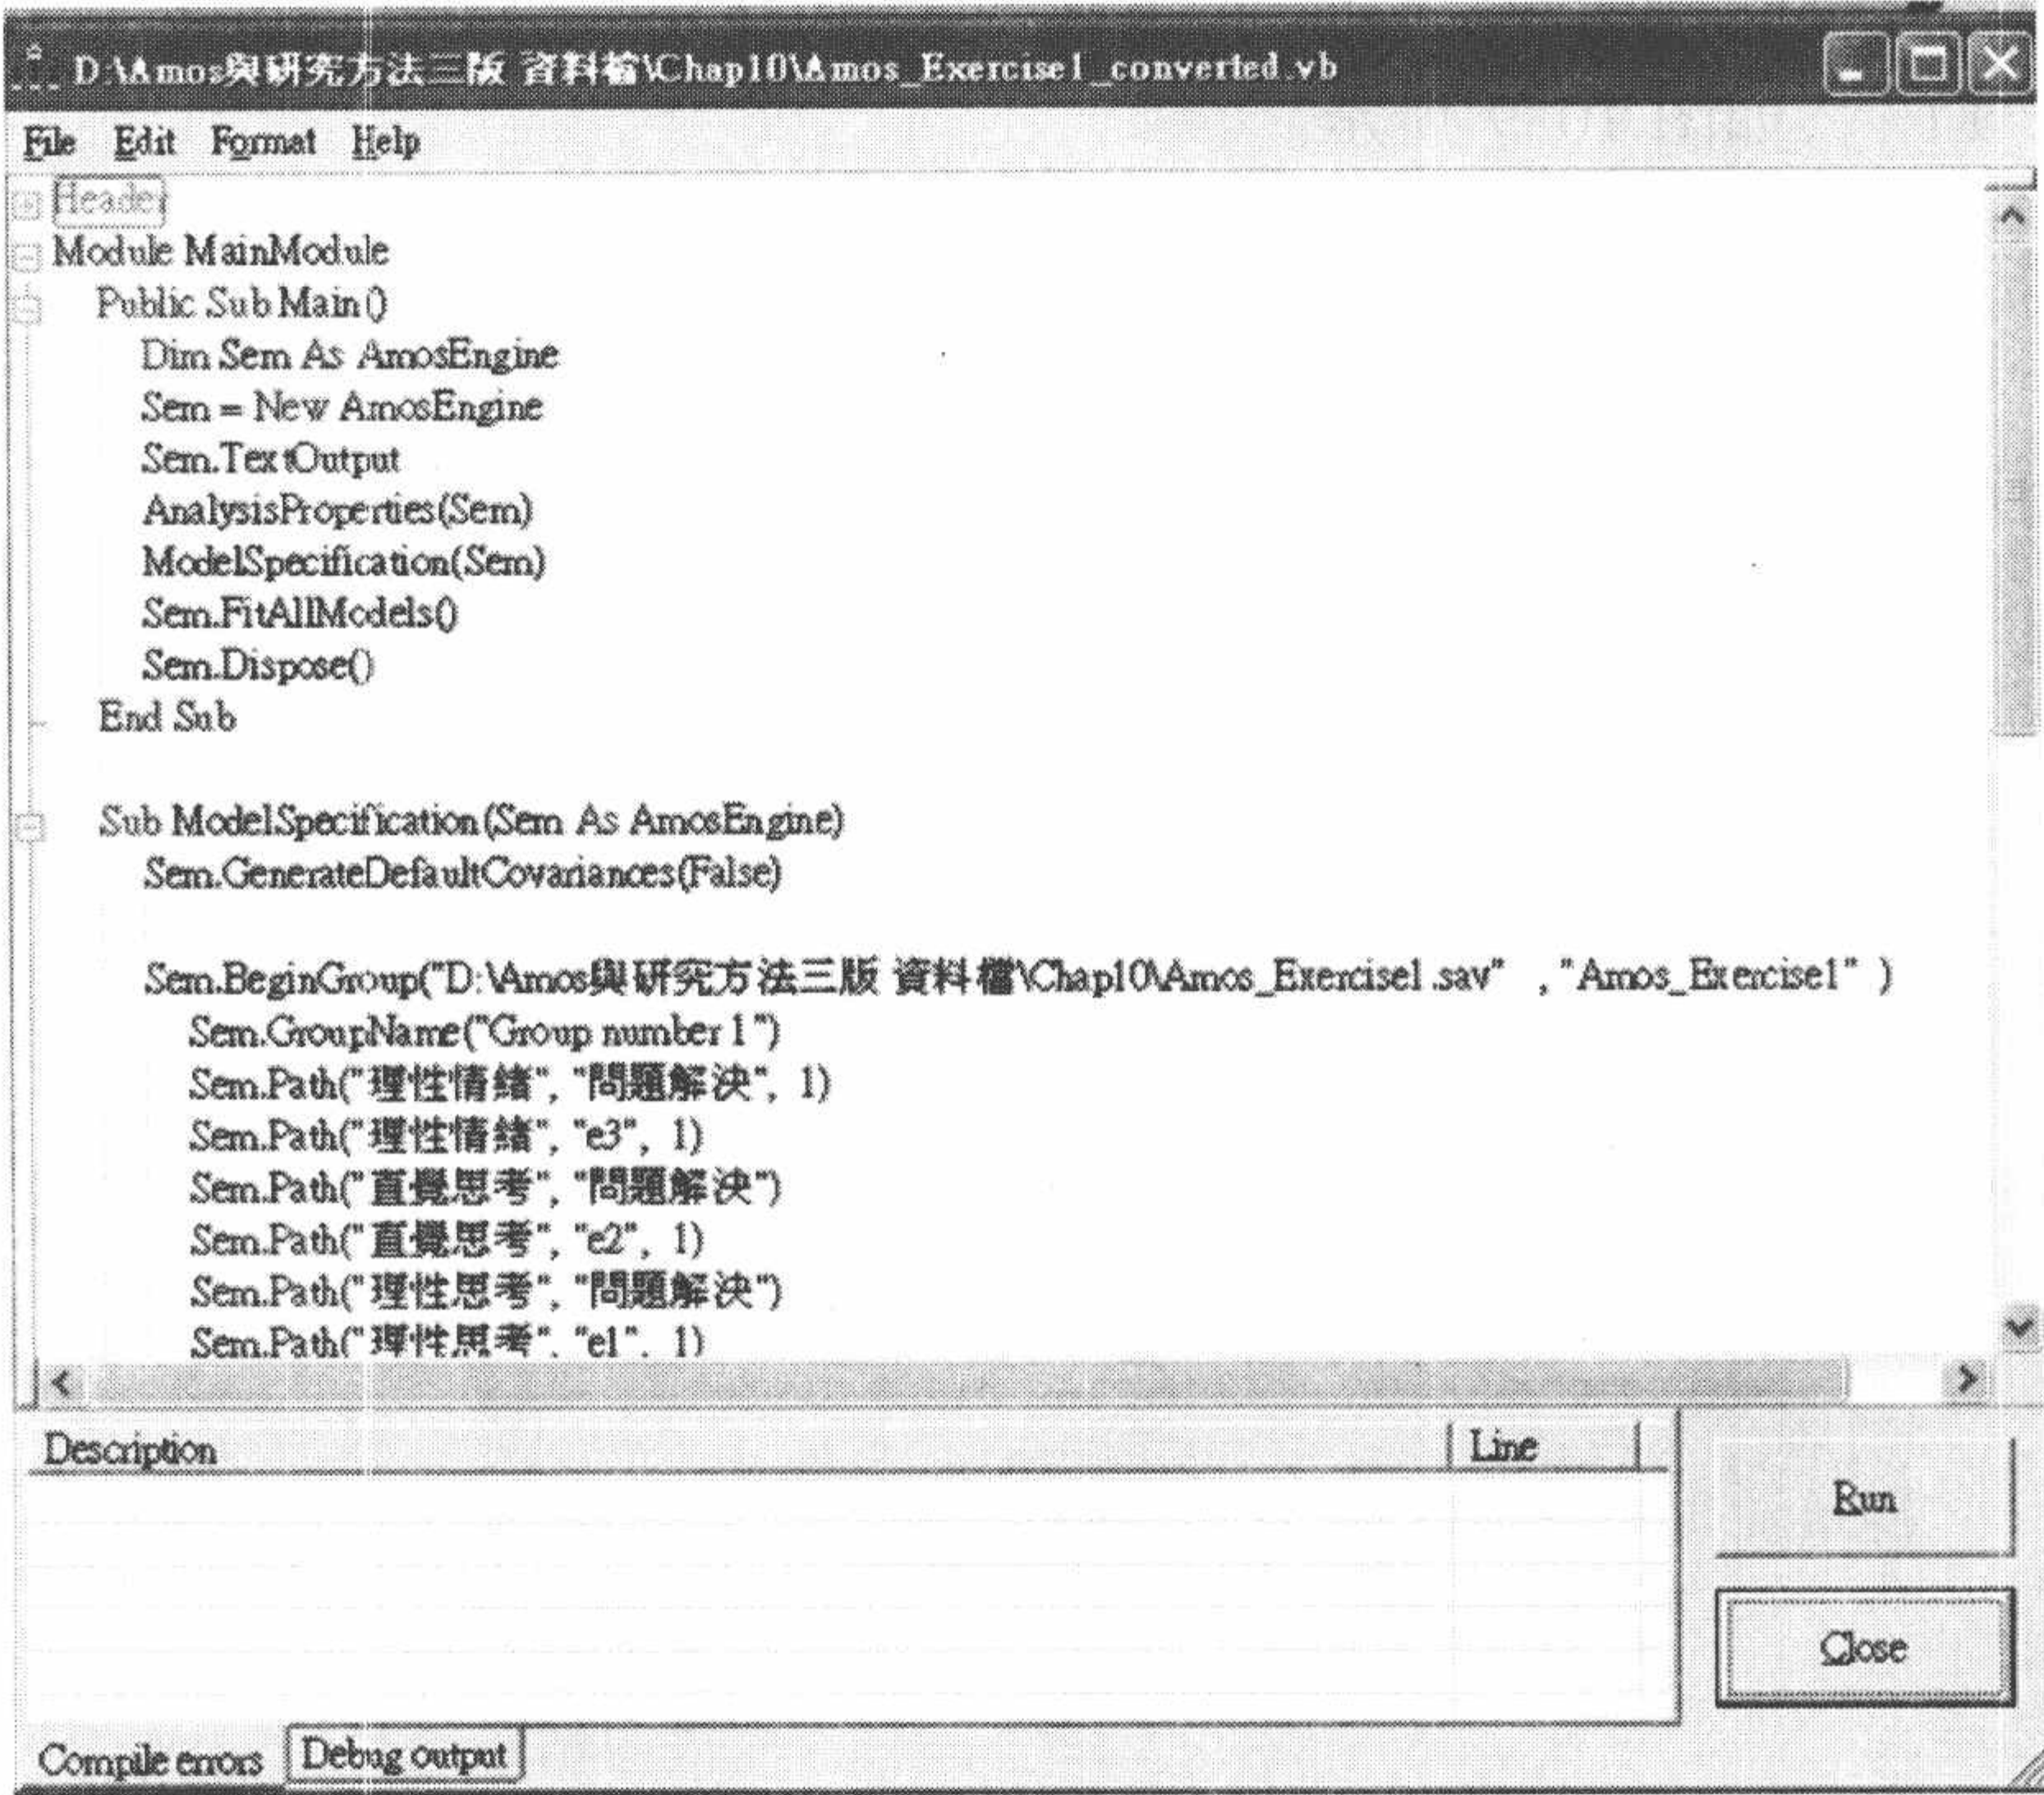 D:\Amos與研究方法三版 資料檔\Chap10\Amos_Exercise1_converted.vb
File Edit Format Help
Header
Module MainModule
Public Sub Main()
Dim Sem As AmosEngine
Sem = New AmosEngine
Sem.TextOutput
AnalysisProperties(Sem)
ModelSpecification(Sem)
Sem.FitAllModels()
Sem.Dispose()
End Sub
Sub ModelSpecification(Sem As AmosEngine)
Sem.GenerateDefaultCovariances(False)
Sem.BeginGroup("D:\Amos與研究方法三版 資料檔\Chap10\Amos_Exercise1.sav" , "Amos_Exercise1" )
Sem.GroupName("Group number 1")
Sem.Path("理性情緒", "問題解決", 1)
Sem.Path("理性情緒", "e3", 1)
Sem.Path("直覺思考", "問題解決")
Sem.Path("直覺思考", "e2", 1)
Sem.Path("理性思考", "問題解決")
Sem.Path("理性思考", "e1", 1)
Description Line
Run
Close
Compile errors Debug output